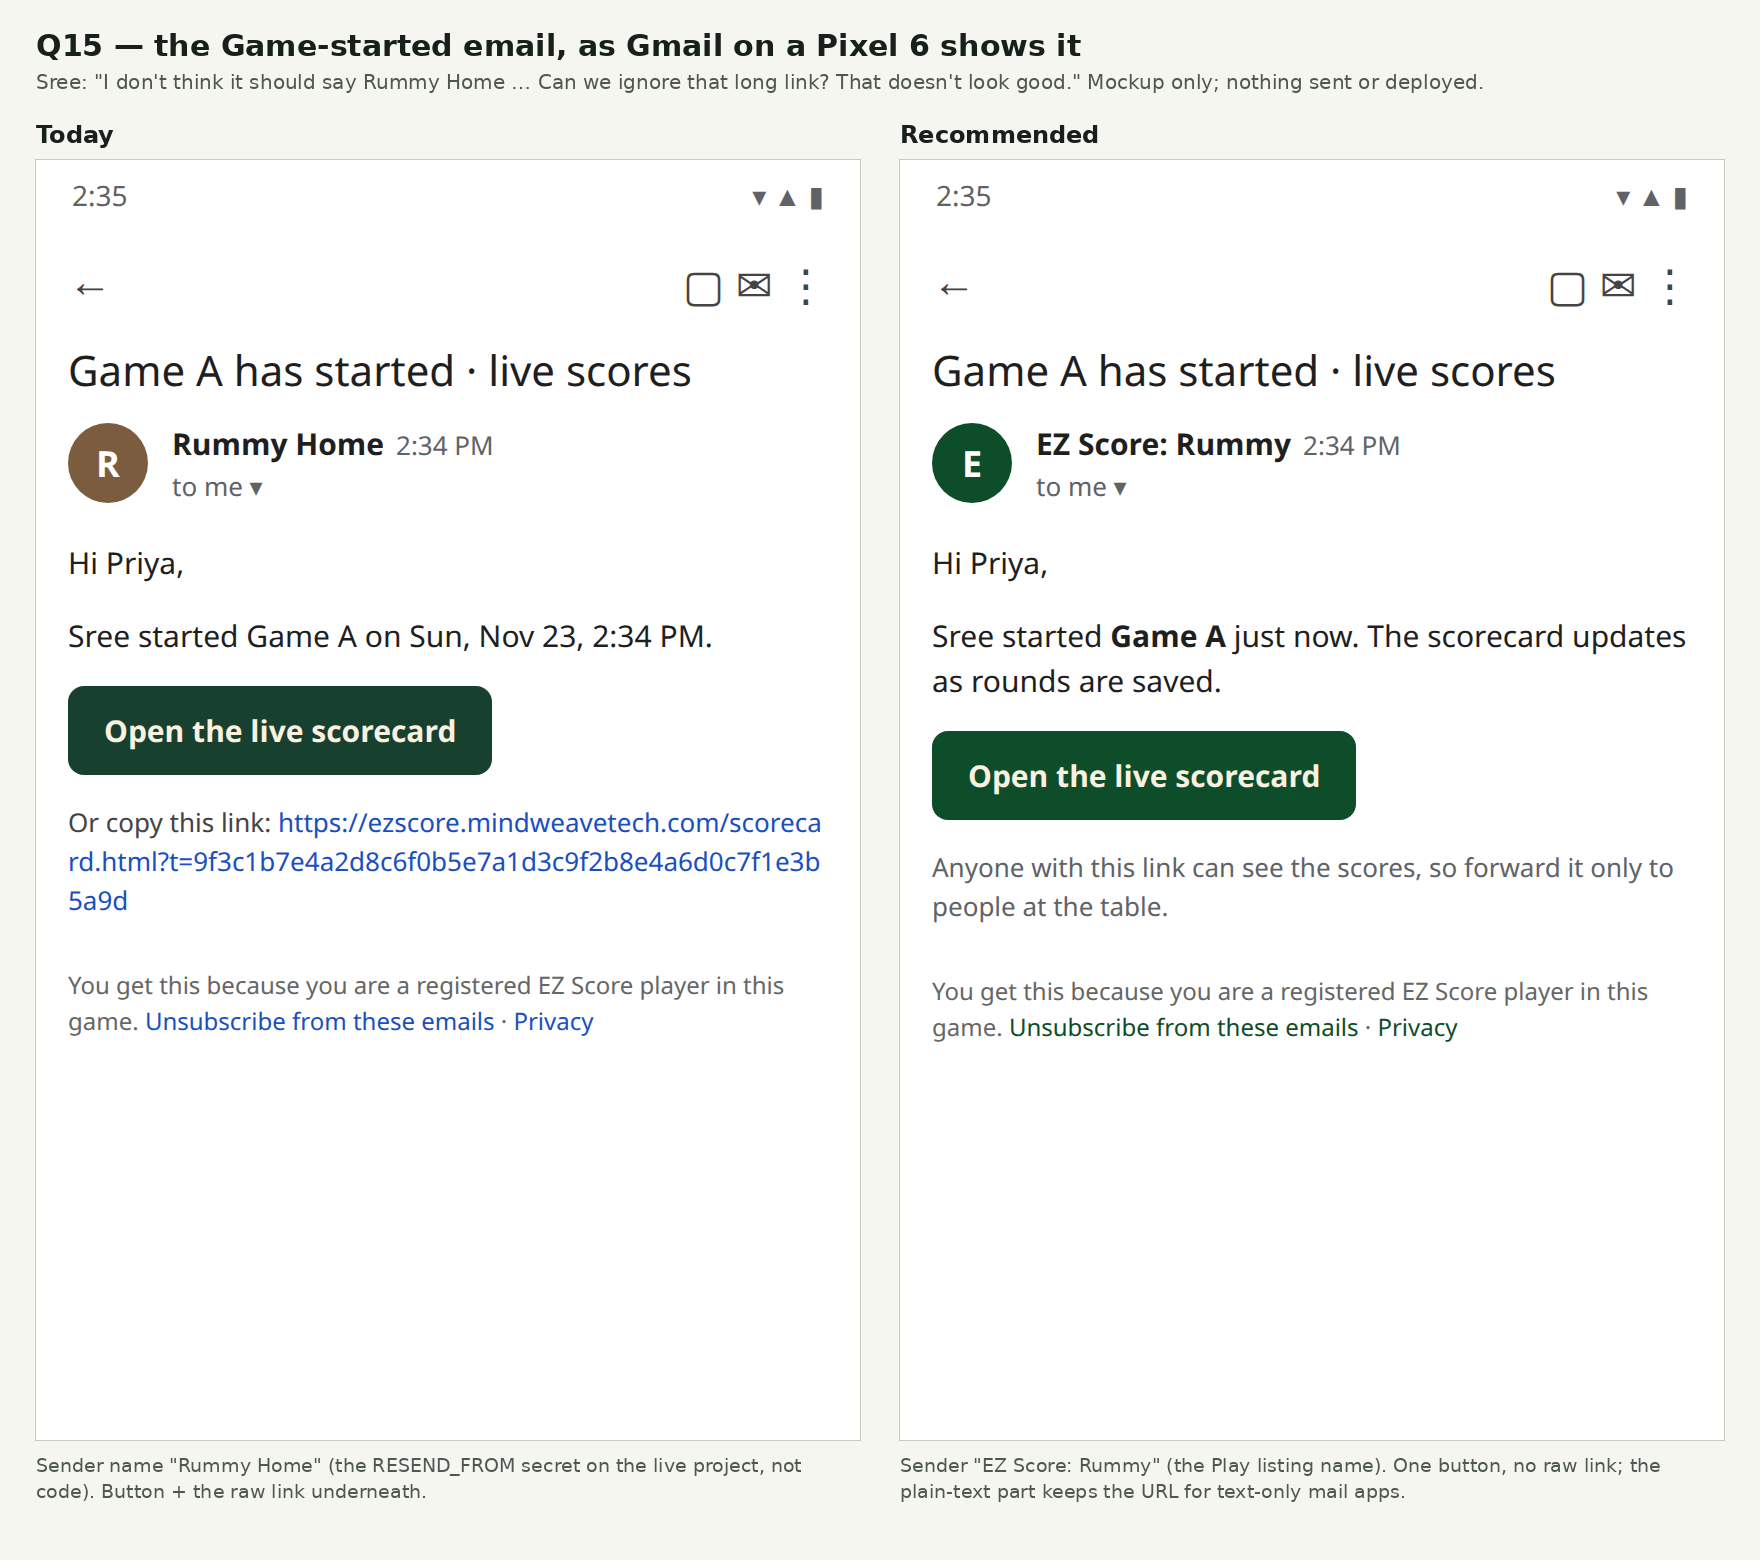 Q15 — the Game-started email, as Gmail on a Pixel 6 shows it
Sree: "I don't think it should say Rummy Home ... Can we ignore that long link? That doesn't look good." Mockup only; nothing sent or deployed.
Today
2:35
Game A has started · live scores
R
Rummy Home 2:34 PM
to me ▾
Hi Priya,
Sree started Game A on Sun, Nov 23, 2:34 PM.
Open the live scorecard
Or copy this link: https://ezscore.mindweavetech.com/scoreca
rd.html?t=9f3c1b7e4a2d8c6f0b5e7a1d3c9f2b8e4a6d0c7f1e3b
5a9d
You get this because you are a registered EZ Score player in this
game. Unsubscribe from these emails · Privacy
Sender name "Rummy Home" (the RESEND_FROM secret on the live project, not
code). Button + the raw link underneath.
Recommended
2:35
Game A has started · live scores
E
EZ Score: Rummy 2:34 PM
to me ▾
Hi Priya,
Sree started Game A just now. The scorecard updates
as rounds are saved.
Open the live scorecard
Anyone with this link can see the scores, so forward it only to
people at the table.
You get this because you are a registered EZ Score player in this
game. Unsubscribe from these emails · Privacy
Sender "EZ Score: Rummy" (the Play listing name). One button, no raw link; the
plain-text part keeps the URL for text-only mail apps.